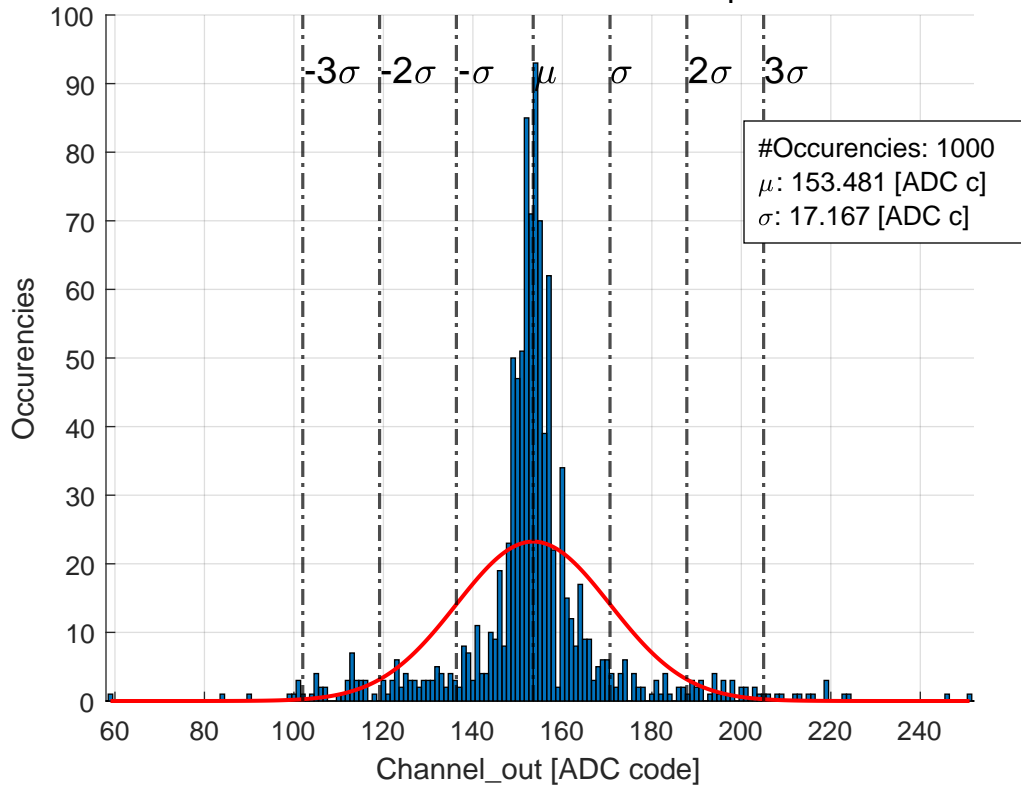 100
90
80
70
60
50
40
30
20
10
0
Occurencies
-3σ
-2σ
-σ
μ
σ
2σ
3σ
#Occurencies: 1000
μ: 153.481 [ADC c]
σ: 17.167 [ADC c]
60 80 100 120 140 160 180 200 220 240
Channel_out [ADC code]